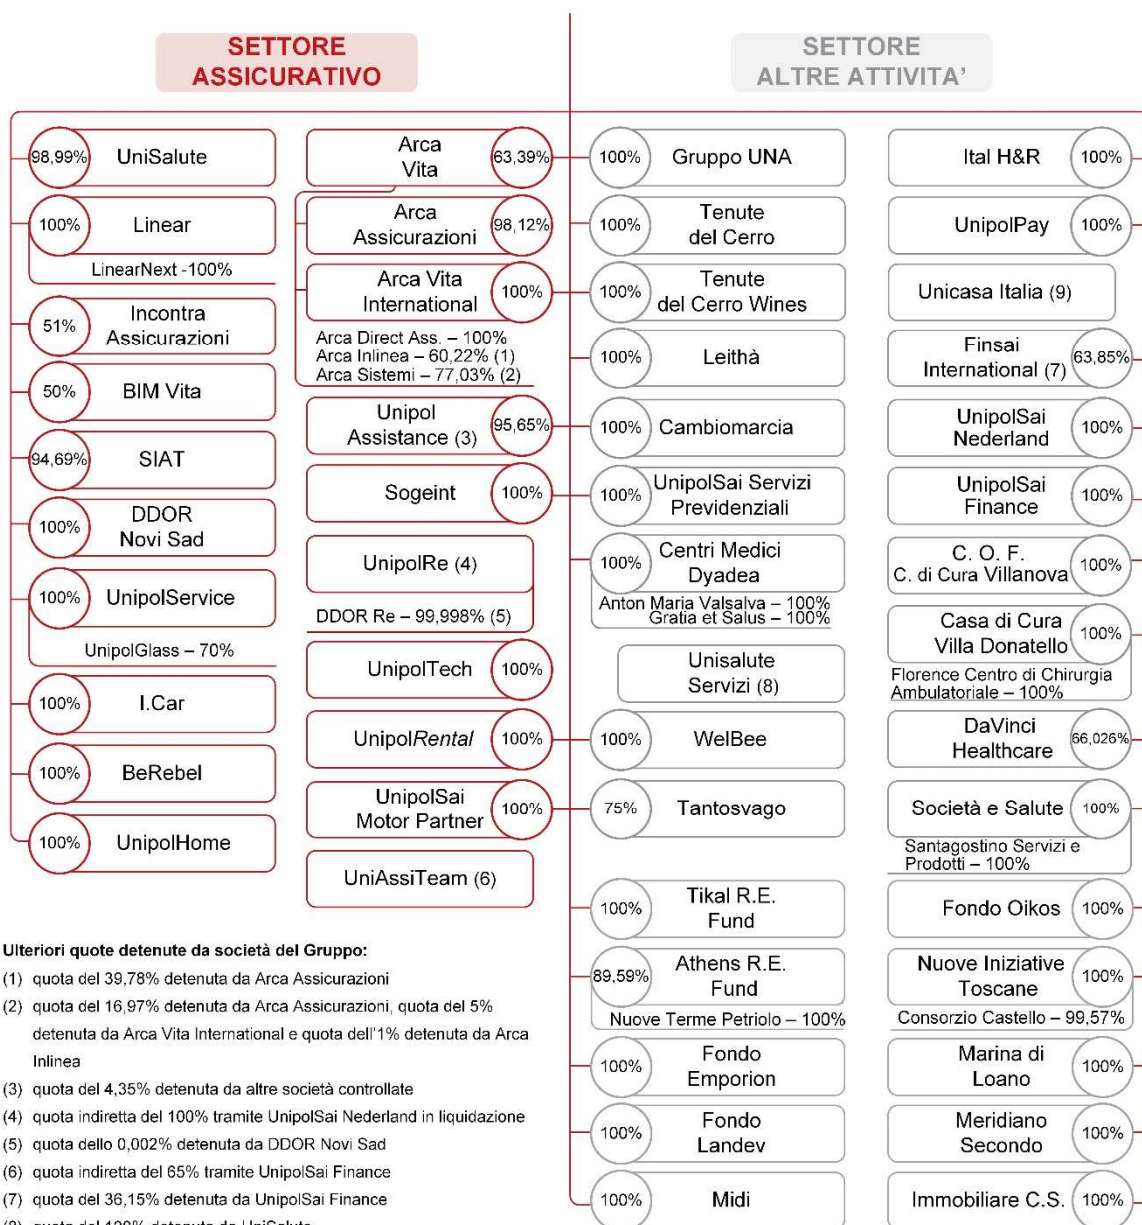 SETTORE
ASSICURATIVO
98,99%
UniSalute
100%
Linear
LinearNext -100%
51%
Incontra
Assicurazioni
50%
BIM Vita
94,69%
SIAT
100%
DDOR
Novi Sad
100%
UnipolService
UnipolGlass – 70%
100%
I.Car
100%
BeRebel
100%
UnipolHome
Arca
Vita
63,39%
Arca
Assicurazioni
98,12%
Arca Vita
International
100%
Arca Direct Ass. – 100%
Arca Inlinea – 60,22% (1)
Arca Sistemi – 77,03% (2)
Unipol
Assistance (3)
95,65%
Sogeint
100%
UnipolRe (4)
DDOR Re – 99,998% (5)
UnipolTech
100%
UnipolRental
100%
UnipolSai
Motor Partner
100%
UniAssiTeam (6)
SETTORE
ALTRE ATTIVITA'
100%
Gruppo UNA
100%
Tenute
del Cerro
100%
Tenute
del Cerro Wines
100%
Leithà
100%
Cambiomarcia
100%
UnipolSai Servizi
Previdenziali
100%
Centri Medici
Dyadea
Anton Maria Valsalva – 100%
Gratia et Salus – 100%
Unisalute
Servizi (8)
100%
WelBee
75%
Tantosvago
100%
Tikal R.E.
Fund
89,59%
Athens R.E.
Fund
Nuove Terme Petriolo – 100%
100%
Fondo
Emporion
100%
Fondo
Landev
100%
Midi
Ital H&R
100%
UnipolPay
100%
Unicasa Italia (9)
Finsai
International (7)
63,85%
UnipolSai
Nederland
100%
UnipolSai
Finance
100%
C. O. F.
C. di Cura Villanova
100%
Casa di Cura
Villa Donatello
100%
Florence Centro di Chirurgia
Ambulatoriale – 100%
DaVinci
Healthcare
66,026%
Società e Salute
100%
Santagostino Servizi e
Prodotti – 100%
Fondo Oikos
100%
Nuove Iniziative
Toscane
100%
Consorzio Castello – 99,57%
Marina di
Loano
100%
Meridiano
Secondo
100%
Immobiliare C.S.
100%
Ulteriori quote detenute da società del Gruppo:
(1) quota del 39,78% detenuta da Arca Assicurazioni
(2) quota del 16,97% detenuta da Arca Assicurazioni, quota del 5%
detenuta da Arca Vita International e quota dell'1% detenuta da Arca
Inlinea
(3) quota del 4,35% detenuta da altre società controllate
(4) quota indiretta del 100% tramite UnipolSai Nederland in liquidazione
(5) quota dello 0,002% detenuta da DDOR Novi Sad
(6) quota indiretta del 65% tramite UnipolSai Finance
(7) quota del 36,15% detenuta da UnipolSai Finance